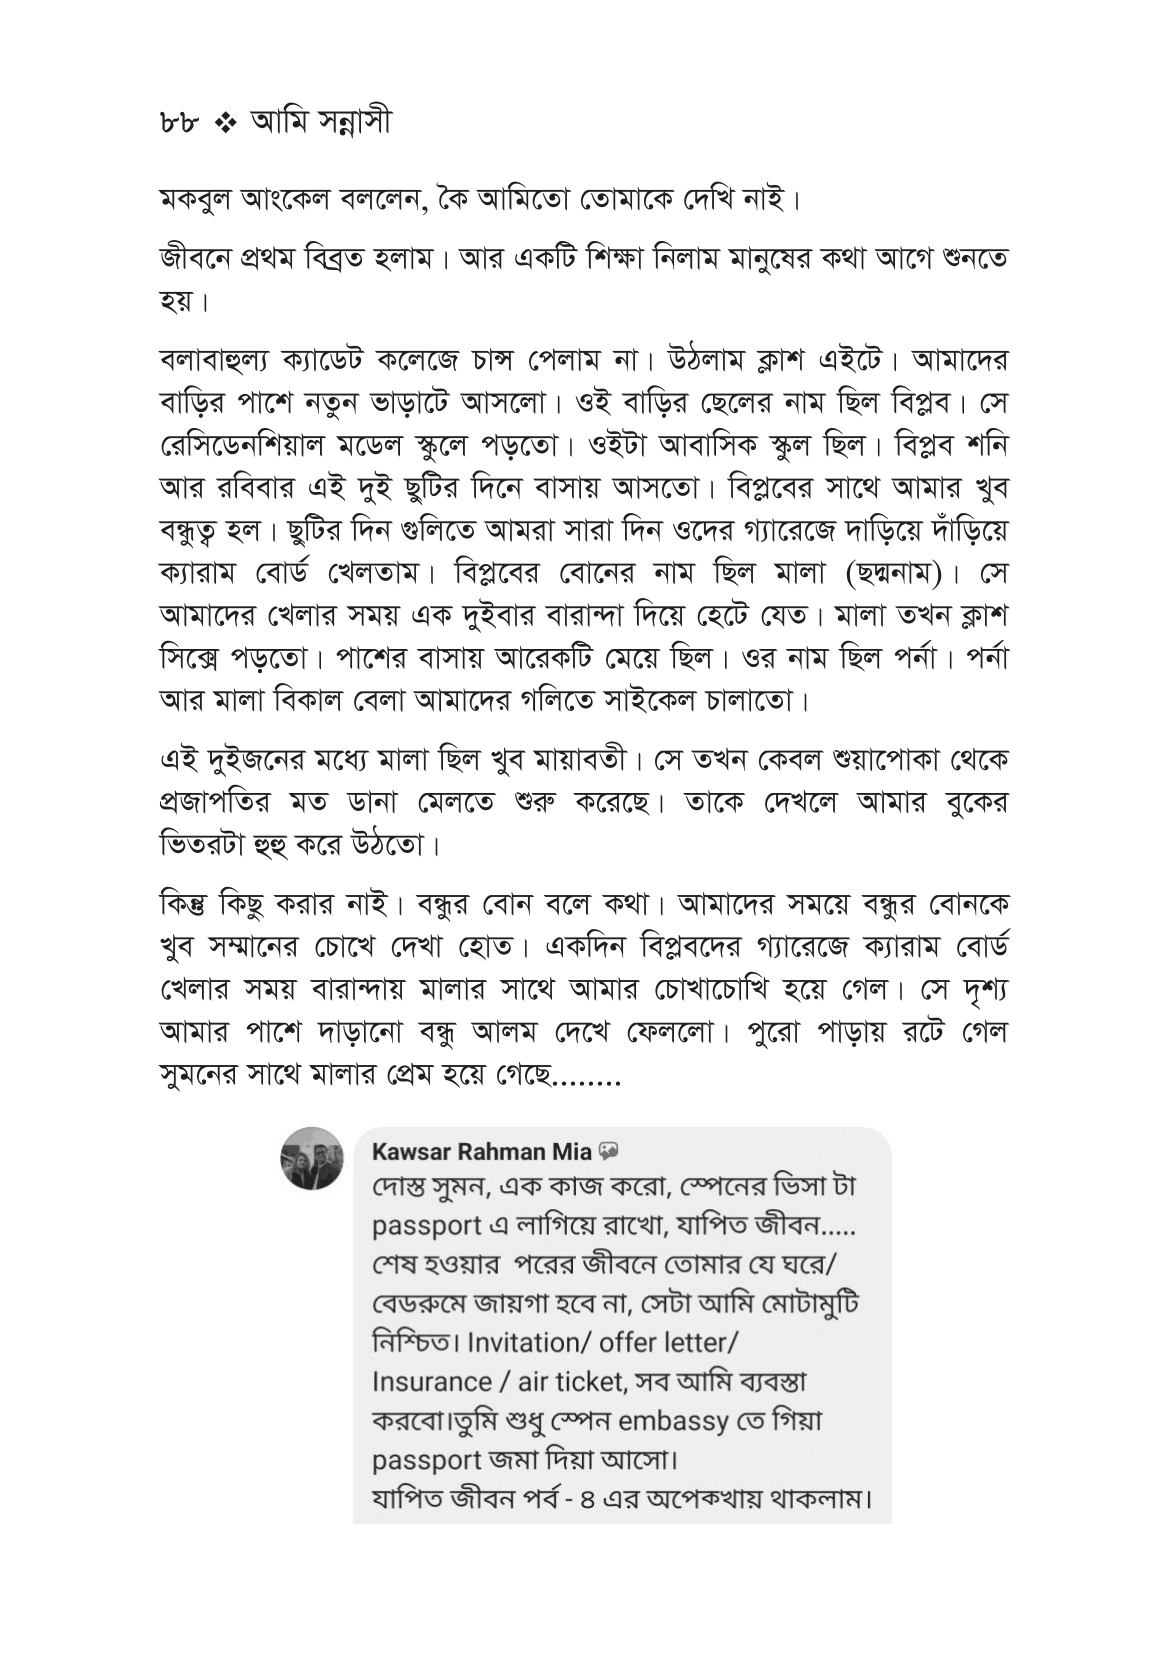 ৮৮ ❖ আমি সন্নাসী
মকবুল আংকেল বললেন, কৈ আমিতো তোমাকে দেখি নাই।
জীবনে প্রথম বিব্রত হলাম। আর একটি শিক্ষা নিলাম মানুষের কথা আগে শুনতে
হয়।
বলাবাহুল্য ক্যাডেট কলেজে চান্স পেলাম না। উঠলাম ক্লাশ এইটে। আমাদের
বাড়ির পাশে নতুন ভাড়াটে আসলো। ওই বাড়ির ছেলের নাম ছিল বিপ্লব। সে
রেসিডেনশিয়াল মডেল স্কুলে পড়তো। ওইটা আবাসিক স্কুল ছিল। বিপ্লব শনি
আর রবিবার এই দুই ছুটির দিনে বাসায় আসতো। বিপ্লবের সাথে আমার খুব
বন্ধুত্ব হল। ছুটির দিন গুলিতে আমরা সারা দিন ওদের গ্যারেজে দাড়িয়ে দাঁড়িয়ে
ক্যারাম বোর্ড খেলতাম। বিপ্লবের বোনের নাম ছিল মালা (ছদ্মনাম)। সে
আমাদের খেলার সময় এক দুইবার বারান্দা দিয়ে হেটে যেত। মালা তখন ক্লাশ
সিক্সে পড়তো। পাশের বাসায় আরেকটি মেয়ে ছিল। ওর নাম ছিল পর্না। পর্না
আর মালা বিকাল বেলা আমাদের গলিতে সাইকেল চালাতো।
এই দুইজনের মধ্যে মালা ছিল খুব মায়াবতী। সে তখন কেবল শুয়াপোকা থেকে
প্রজাপতির মত ডানা মেলতে শুরু করেছে। তাকে দেখলে আমার বুকের
ভিতরটা হুহু করে উঠতো।
কিন্তু কিছু করার নাই। বন্ধুর বোন বলে কথা। আমাদের সময়ে বন্ধুর বোনকে
খুব সম্মানের চোখে দেখা হোত। একদিন বিপ্লবদের গ্যারেজে ক্যারাম বোর্ড
খেলার সময় বারান্দায় মালার সাথে আমার চোখাচোখি হয়ে গেল। সে দৃশ্য
আমার পাশে দাড়ানো বন্ধু আলম দেখে ফেললো। পুরো পাড়ায় রটে গেল
সুমনের সাথে মালার প্রেম হয়ে গেছে........
Kawsar Rahman Mia
দোস্ত সুমন, এক কাজ করো, স্পেনের ভিসা টা
passport এ লাগিয়ে রাখো, যাপিত জীবন.....
শেষ হওয়ার পরের জীবনে তোমার যে ঘরে/
বেডরুমে জায়গা হবে না, সেটা আমি মোটামুটি
নিশ্চিত। Invitation/ offer letter/
Insurance / air ticket, সব আমি ব্যবস্তা
করবো।তুমি শুধু স্পেন embassy তে গিয়া
passport জমা দিয়া আসো।
যাপিত জীবন পর্ব - ৪ এর অপেকখায় থাকলাম।